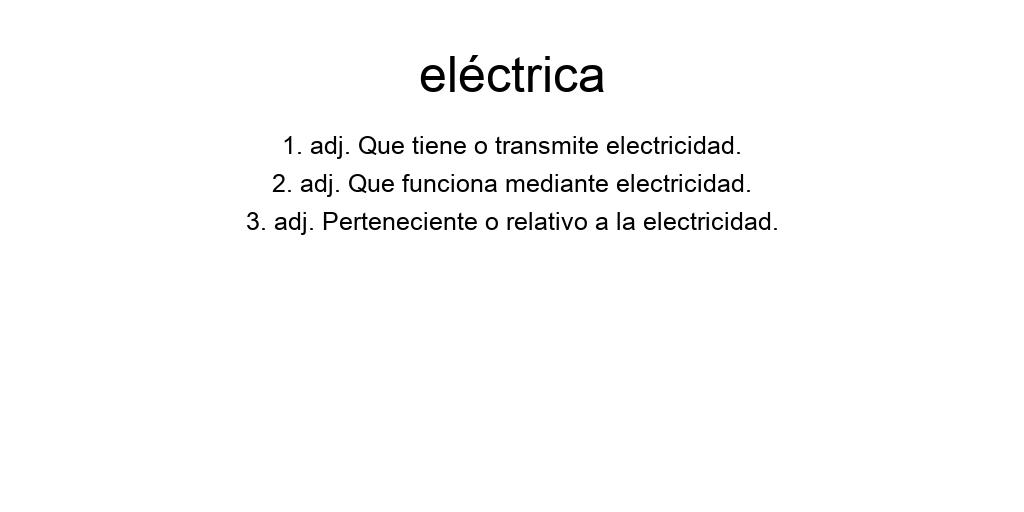 eléctrica
1. adj. Que tiene o transmite electricidad.
2. adj. Que funciona mediante electricidad.
3. adj. Perteneciente o relativo a la electricidad.